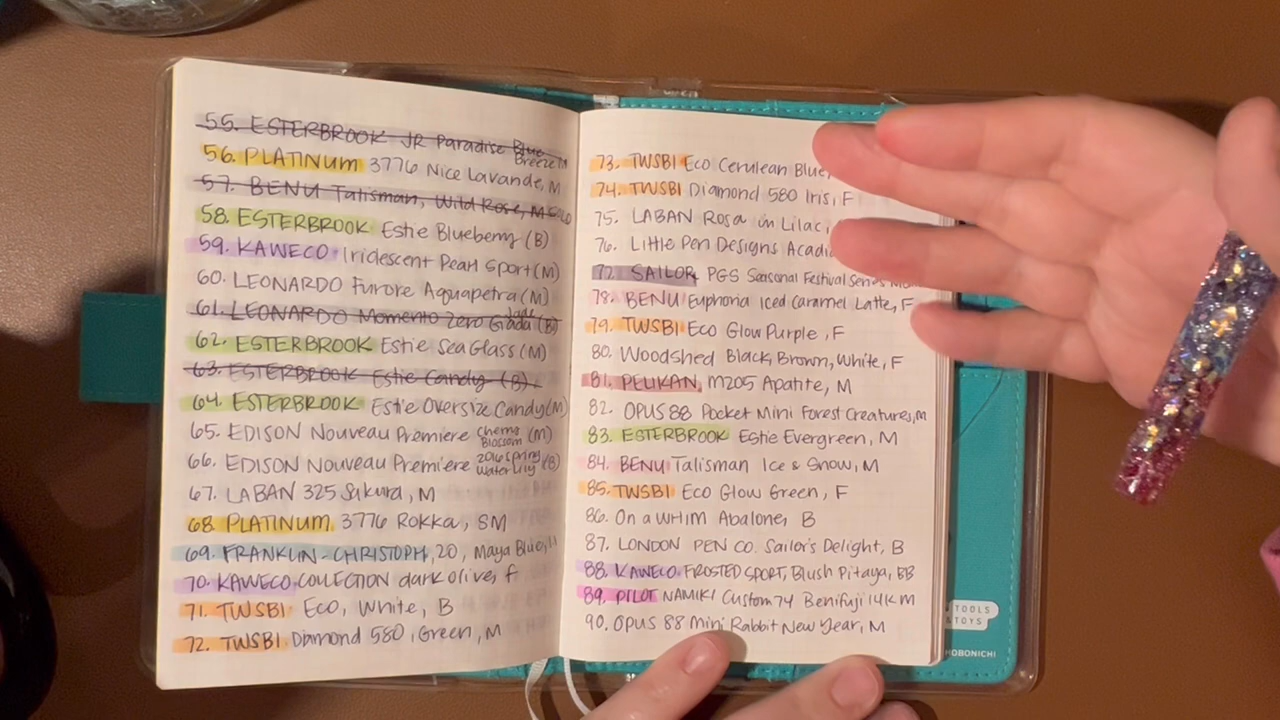 55. ESTERBROOK JR Paradise Blue Breeze
56. PLATINUM 3776 Nice Lavande, M
57. BENU Talisman, Wild Rose, M
58. ESTERBROOK Estie Blueberry (B)
59. KAWECO Iridescent Pearl Sport (M)
60. LEONARDO Furore Aquapetra (M)
61. LEONARDO Momento Zero Giada Jade (B)
62. ESTERBROOK Estie Sea Glass (M)
63. ESTERBROOK Estie Candy (B)
64. ESTERBROOK Estie Oversize Candy (M)
65. EDISON Nouveau Premiere Cherry Blossom (M)
66. EDISON Nouveau Premiere 2016 spring Water Lily (B)
67. LABAN 325 Sakura, M
68. PLATINUM 3776 Rokka, SM
69. FRANKLIN-CHRISTOPH, 20, Maya Blue,
70. KAWECO COLLECTION dark olive, f
71. TWSBI Eco, White, B
72. TWSBI Diamond 580, Green, M
73. TWSBI Eco Cerulean Blue,
74. TWSBI Diamond 580 Iris, F
75. LABAN Rosa in Lilac,
76. Little Pen Designs
77. SAILOR PGS Seasonal Festival Series
78. BENU Euphoria Iced Caramel Latte, F
79. TWSBI Eco Glow Purple, F
80. Woodshed Black, Brown, White, F
81. PELIKAN, M205 Apatite, M
82. OPUS 88 Pocket Mini Forest Creatures, M
83. ESTERBROOK Estie Evergreen, M
84. BENU Talisman Ice & Snow, M
85. TWSBI Eco Glow Green, F
86. On a WHIM Abalone, B
87. LONDON PEN CO. Sailor's Delight, B
88. KAWECO FROSTED SPORT, Blush Pitaya, BB
89. PILOT NAMIKI Custom 74 Benifuji 14K M
90. OPUS 88 Mini Rabbit New Year, M
TOOLS
TOYS
HOBONICHI